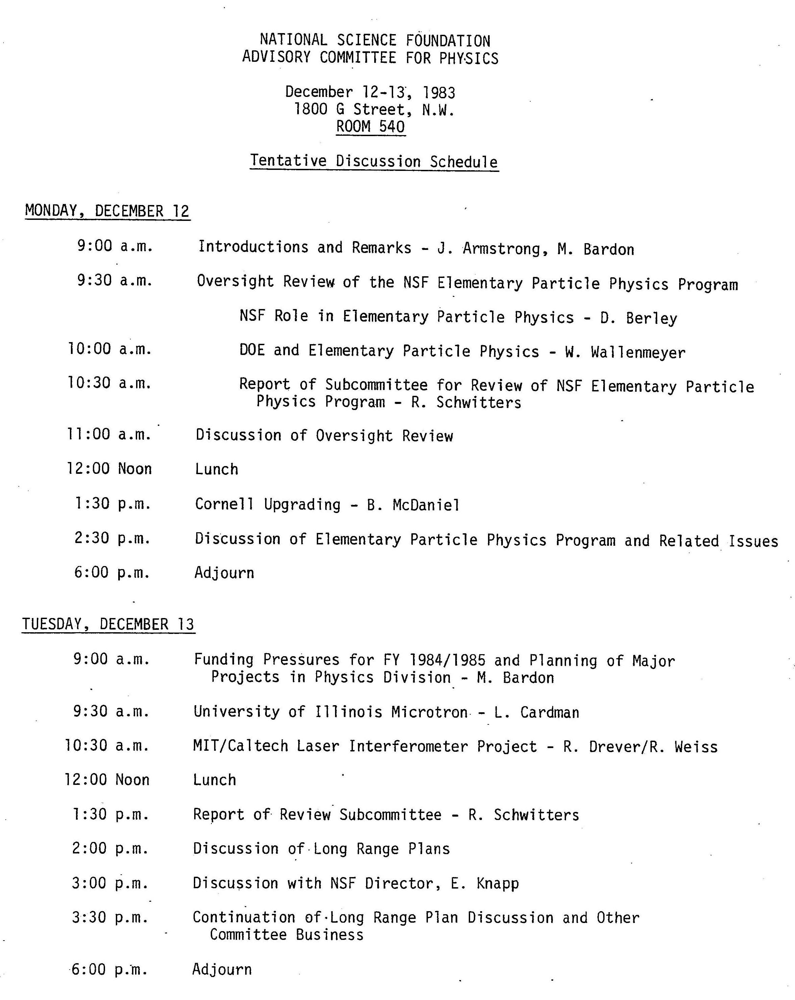 NATIONAL SCIENCE FOUNDATION
ADVISORY COMMITTEE FOR PHYSICS
December 12-13, 1983
1800 G Street, N.W.
ROOM 540
Tentative Discussion Schedule
MONDAY, DECEMBER 12
9:00 a.m. Introductions and Remarks - J. Armstrong, M. Bardon
9:30 a.m. Oversight Review of the NSF Elementary Particle Physics Program
NSF Role in Elementary Particle Physics - D. Berley
10:00 a.m. DOE and Elementary Particle Physics - W. Wallenmeyer
10:30 a.m. Report of Subcommittee for Review of NSF Elementary Particle
Physics Program - R. Schwitters
11:00 a.m. Discussion of Oversight Review
12:00 Noon Lunch
1:30 p.m. Cornell Upgrading - B. McDaniel
2:30 p.m. Discussion of Elementary Particle Physics Program and Related Issues
6:00 p.m. Adjourn
TUESDAY, DECEMBER 13
9:00 a.m. Funding Pressures for FY 1984/1985 and Planning of Major
Projects in Physics Division - M. Bardon
9:30 a.m. University of Illinois Microtron - L. Cardman
10:30 a.m. MIT/Caltech Laser Interferometer Project - R. Drever/R. Weiss
12:00 Noon Lunch
1:30 p.m. Report of Review Subcommittee - R. Schwitters
2:00 p.m. Discussion of Long Range Plans
3:00 p.m. Discussion with NSF Director, E. Knapp
3:30 p.m. Continuation of Long Range Plan Discussion and Other
Committee Business
6:00 p.m. Adjourn